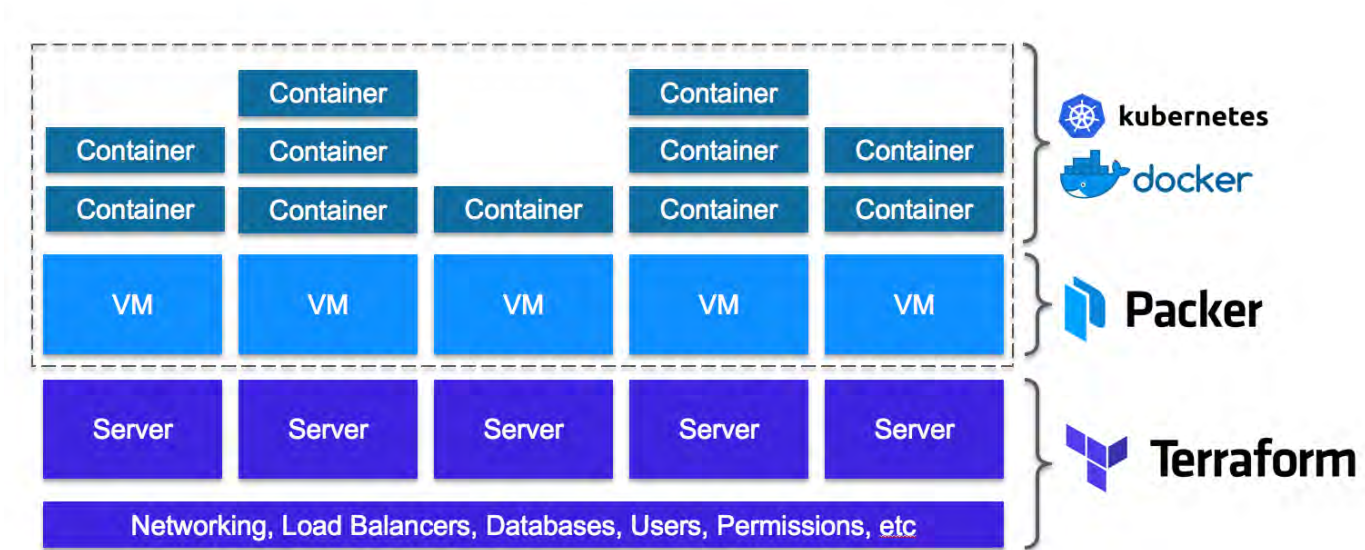 Container Container
kubernetes
Container Container Container Container
docker
Container Container Container Container Container
VM VM VM VM VM
Packer
Server Server Server Server Server
Terraform
Networking, Load Balancers, Databases, Users, Permissions, etc